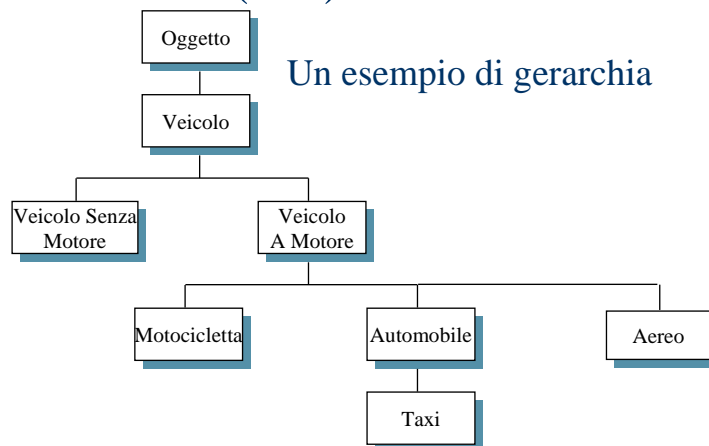 Oggetto
Un esempio di gerarchia
Veicolo
Veicolo Senza
Motore
Veicolo
A Motore
Motocicletta
Automobile
Aereo
Taxi